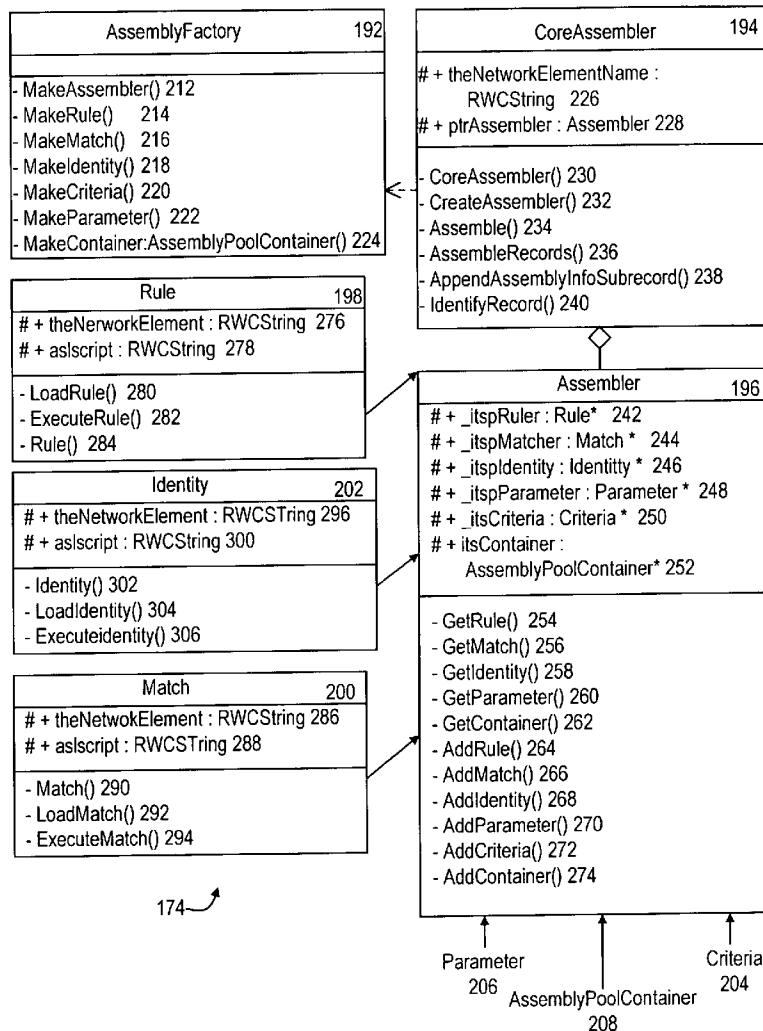 AssemblyFactory 192
- MakeAssembler() 212
- MakeRule() 214
- MakeMatch() 216
- MakeIdentity() 218
- MakeCriteria() 220
- MakeParameter() 222
- MakeContainer:AssemblyPoolContainer() 224
CoreAssembler 194
# + theNetworkElementName :
RWCString 226
# + ptrAssembler : Assembler 228
- CoreAssembler() 230
- CreateAssembler() 232
- Assemble() 234
- AssembleRecords() 236
- AppendAssemblyInfoSubrecord() 238
- IdentifyRecord() 240
Rule 198
# + theNerworkElement : RWCString 276
# + aslscript : RWCString 278
- LoadRule() 280
- ExecuteRule() 282
- Rule() 284
Identity 202
# + theNetworkElement : RWCSTring 296
# + aslscript : RWCString 300
- Identity() 302
- LoadIdentity() 304
- Executeidentity() 306
Match 200
# + theNetwokElement : RWCString 286
# + aslscript : RWCSTring 288
- Match() 290
- LoadMatch() 292
- ExecuteMatch() 294
174
Assembler 196
# + _itspRuler : Rule* 242
# + _itspMatcher : Match * 244
# + _itspIdentity : Identitty * 246
# + _itspParameter : Parameter * 248
# + _itsCriteria : Criteria * 250
# + itsContainer :
AssemblyPoolContainer* 252
- GetRule() 254
- GetMatch() 256
- GetIdentity() 258
- GetParameter() 260
- GetContainer() 262
- AddRule() 264
- AddMatch() 266
- AddIdentity() 268
- AddParameter() 270
- AddCriteria() 272
- AddContainer() 274
Parameter
206
AssemblyPoolContainer
208
Criteria
204